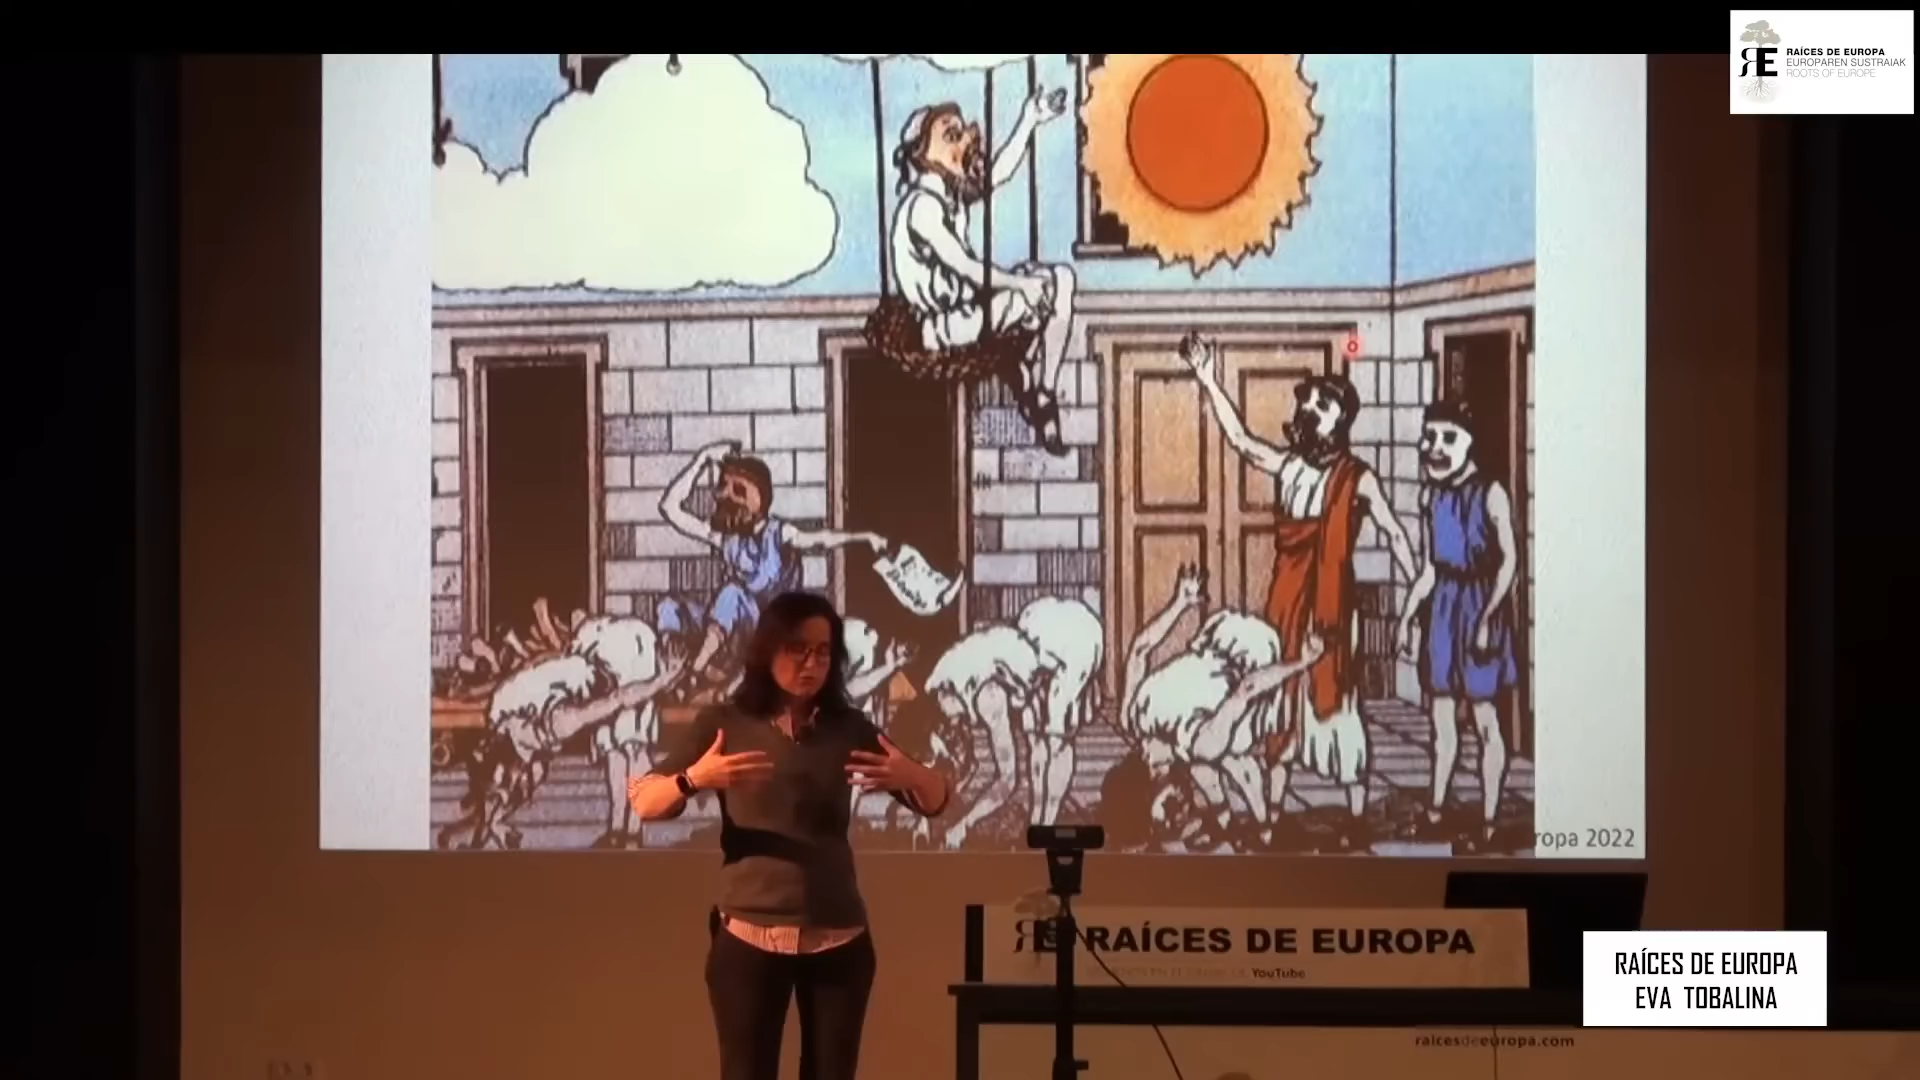 RAÍCES DE EUROPA
EUROPAREN SUSTRAIAK
ROOTS OF EUROPE
ropa 2022
RAÍCES DE EUROPA
YouTube
RAÍCES DE EUROPA
EVA TOBALINA
raicesdeeuropa.com